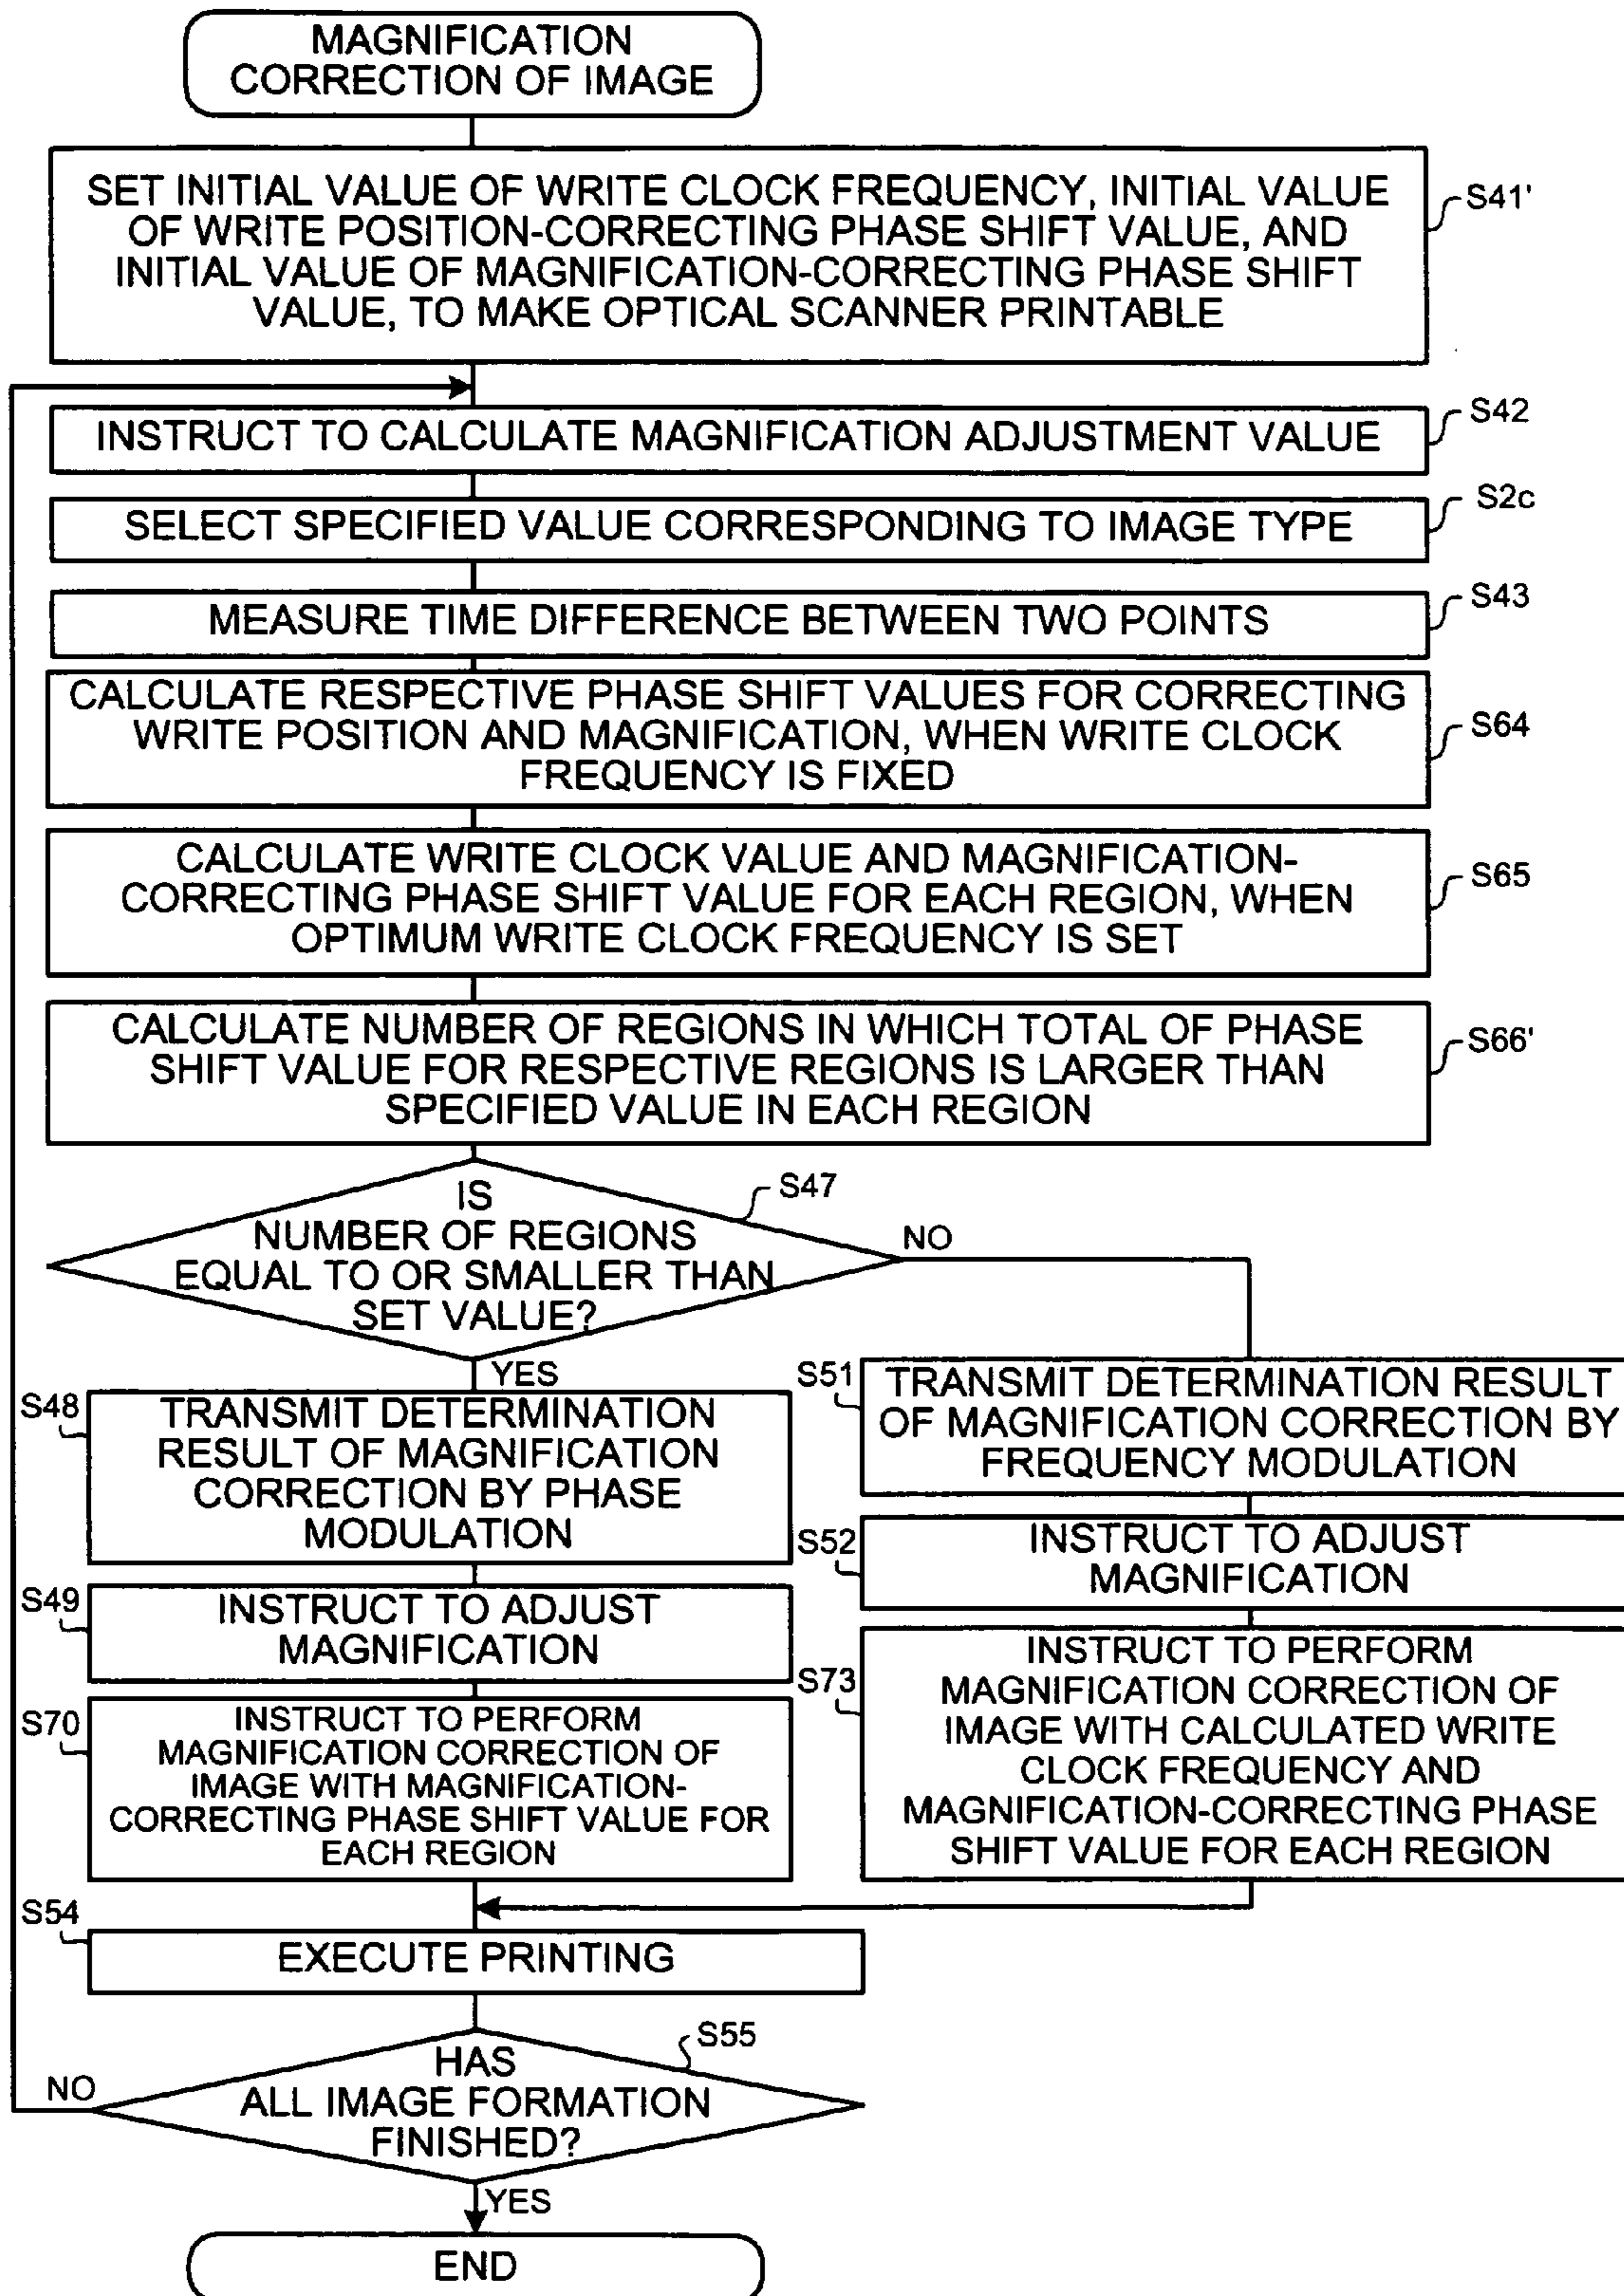 MAGNIFICATION
CORRECTION OF IMAGE
SET INITIAL VALUE OF WRITE CLOCK FREQUENCY, INITIAL VALUE
OF WRITE POSITION-CORRECTING PHASE SHIFT VALUE, AND
INITIAL VALUE OF MAGNIFICATION-CORRECTING PHASE SHIFT
VALUE, TO MAKE OPTICAL SCANNER PRINTABLE
S41'
INSTRUCT TO CALCULATE MAGNIFICATION ADJUSTMENT VALUE
S42
SELECT SPECIFIED VALUE CORRESPONDING TO IMAGE TYPE
S2c
MEASURE TIME DIFFERENCE BETWEEN TWO POINTS
S43
CALCULATE RESPECTIVE PHASE SHIFT VALUES FOR CORRECTING
WRITE POSITION AND MAGNIFICATION, WHEN WRITE CLOCK
FREQUENCY IS FIXED
S64
CALCULATE WRITE CLOCK VALUE AND MAGNIFICATION-
CORRECTING PHASE SHIFT VALUE FOR EACH REGION, WHEN
OPTIMUM WRITE CLOCK FREQUENCY IS SET
S65
CALCULATE NUMBER OF REGIONS IN WHICH TOTAL OF PHASE
SHIFT VALUE FOR RESPECTIVE REGIONS IS LARGER THAN
SPECIFIED VALUE IN EACH REGION
S66'
IS
NUMBER OF REGIONS
EQUAL TO OR SMALLER THAN
SET VALUE?
S47
NO
YES
S48
TRANSMIT DETERMINATION
RESULT OF MAGNIFICATION
CORRECTION BY PHASE
MODULATION
S49
INSTRUCT TO ADJUST
MAGNIFICATION
S70
INSTRUCT TO PERFORM
MAGNIFICATION CORRECTION OF
IMAGE WITH MAGNIFICATION-
CORRECTING PHASE SHIFT VALUE FOR
EACH REGION
S51
TRANSMIT DETERMINATION RESULT
OF MAGNIFICATION CORRECTION BY
FREQUENCY MODULATION
S52
INSTRUCT TO ADJUST
MAGNIFICATION
S73
INSTRUCT TO PERFORM
MAGNIFICATION CORRECTION OF
IMAGE WITH CALCULATED WRITE
CLOCK FREQUENCY AND
MAGNIFICATION-CORRECTING PHASE
SHIFT VALUE FOR EACH REGION
S54
EXECUTE PRINTING
S55
HAS
ALL IMAGE FORMATION
FINISHED?
NO
YES
END